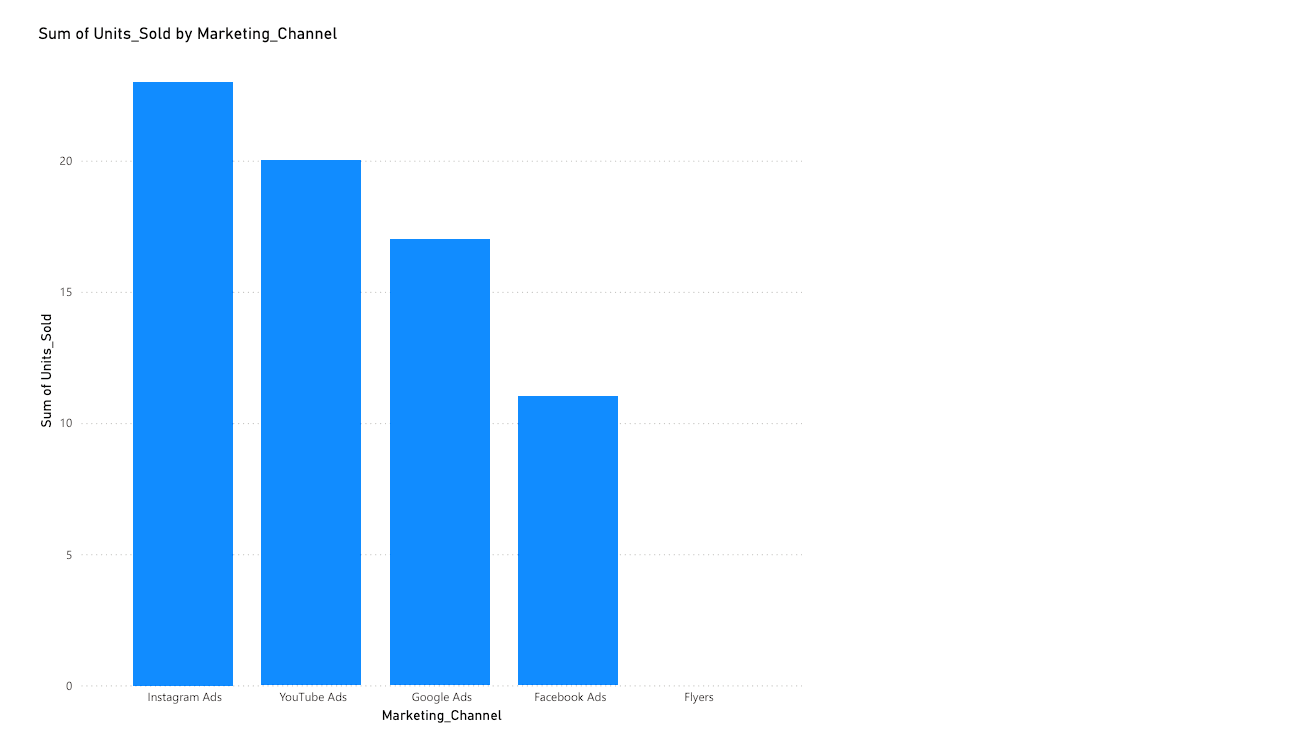 Sum of Units_Sold by Marketing_Channel
Sum of Units_Sold
20
15
10
5
0
Instagram Ads YouTube Ads Google Ads Facebook Ads Flyers
Marketing_Channel